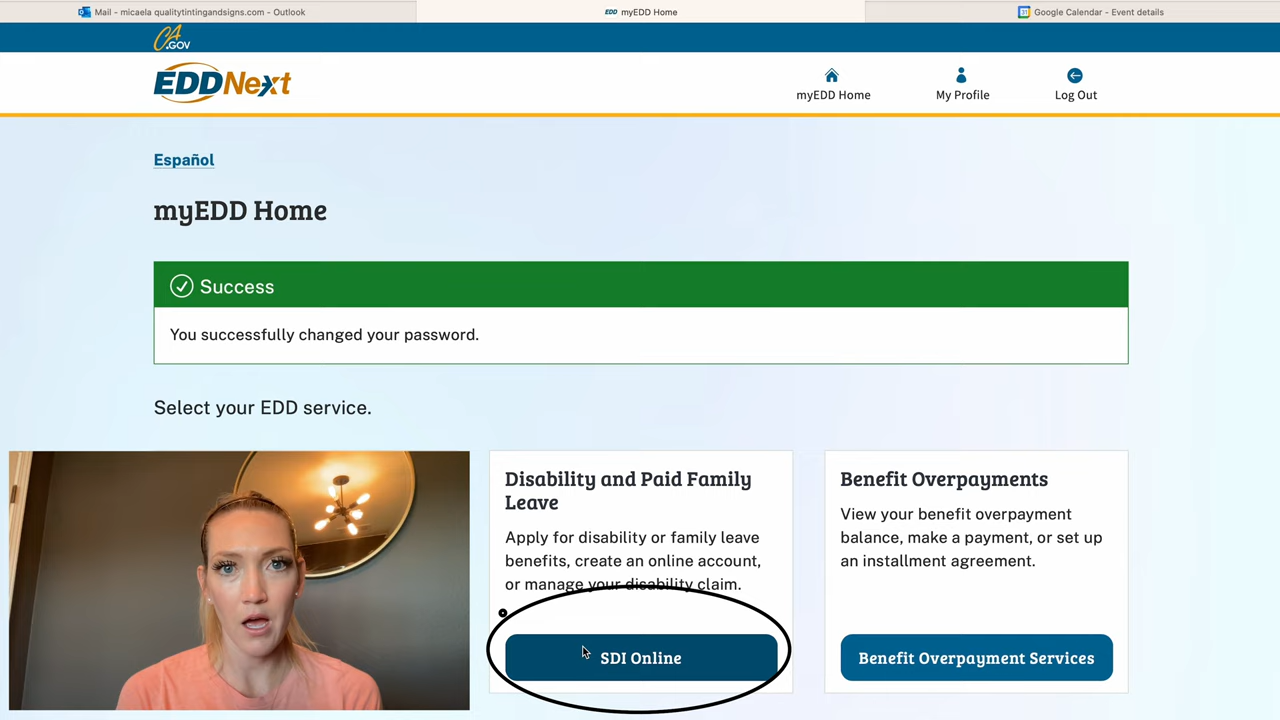 Mail - micaela qualitytintingandsigns.com - Outlook
EDD myEDD Home
Google Calendar - Event details
CA.GOV
EDDNext
myEDD Home
My Profile
Log Out
Español
myEDD Home
Success
You successfully changed your password.
Select your EDD service.
Disability and Paid Family
Leave
Apply for disability or family leave
benefits, create an online account,
or manage your disability claim.
SDI Online
Benefit Overpayments
View your benefit overpayment
balance, make a payment, or set up
an installment agreement.
Benefit Overpayment Services